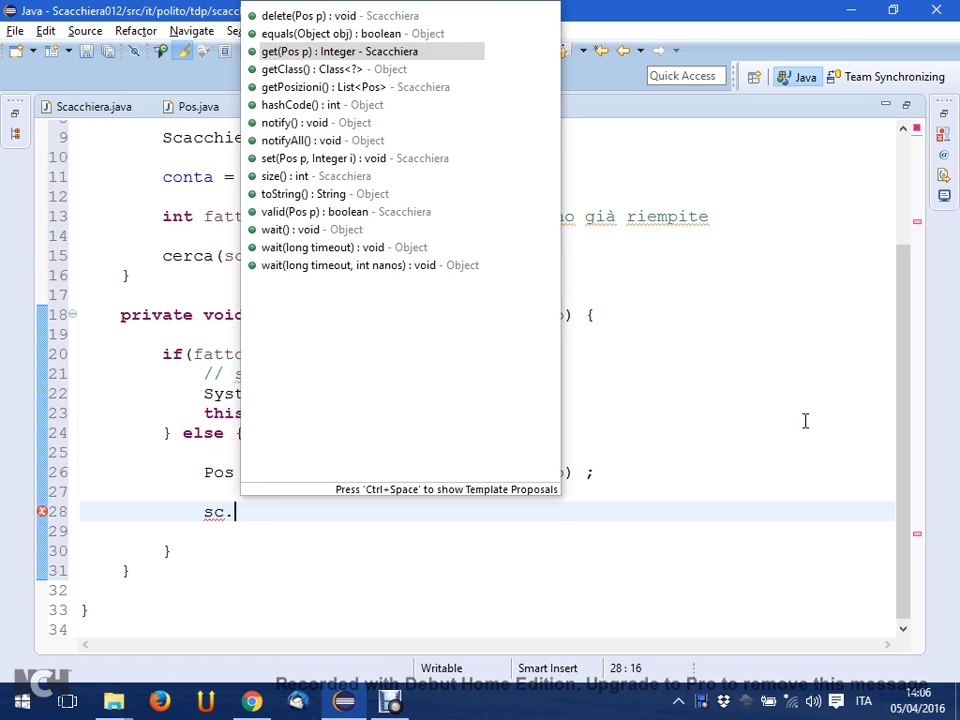 Java - Scacchiera012/src/it/polito/tdp/scacc
File Edit Source Refactor Navigate
Quick Access Java Team Synchronizing
Scacchiera.java Pos.java
delete(Pos p) : void - Scacchiera
equals(Object obj) : boolean - Object
get(Pos p) : Integer - Scacchiera
getClass() : Class<?> - Object
getPosizioni() : List<Pos> - Scacchiera
hashCode() : int - Object
notify() : void - Object
notifyAll() : void - Object
set(Pos p, Integer i) : void - Scacchiera
size() : int - Scacchiera
toString() : String - Object
valid(Pos p) : boolean - Scacchiera
wait() : void - Object
wait(long timeout) : void - Object
wait(long timeout, int nanos) : void - Object
Press 'Ctrl+Space' to show Template Proposals
9 Scacchie
10
11 conta =
12
13 int fatt no già riempite
14
15 cerca(sc
16 }
17
18 private void ) {
19
20 if(fatto
21 // s
22 Syst
23 this
24 } else {
25
26 Pos ) ;
27
28 sc.
29
30 }
31 }
32
33 }
34
Writable Smart Insert 28 : 16
NCH Recorded with Debut Home Edition. Upgrade to Pro to remove this message
ITA 14:06
05/04/2016